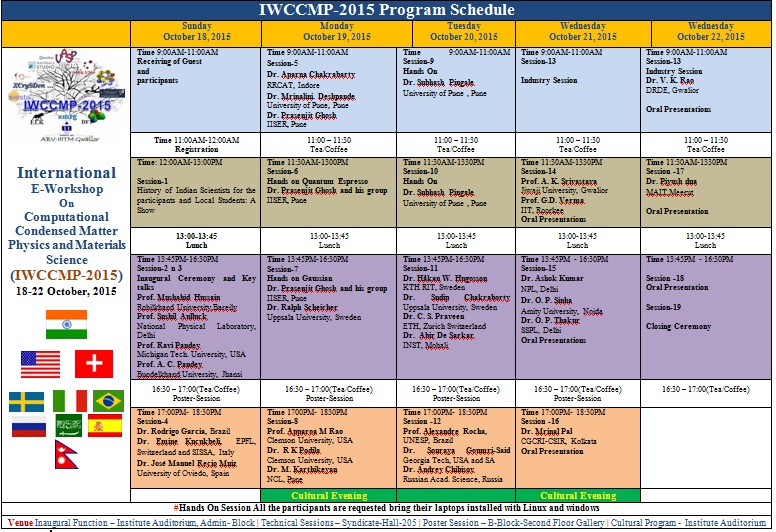 IWCCMP-2015 Program Schedule
Sunday
October 18, 2015
Monday
October 19, 2015
Tuesday
October 20, 2015
Wednesday
October 21, 2015
Wednesday
October 22, 2015
IWCCMP-2015
ABV-IIITM Gwalior
International
E-Workshop
On
Computational
Condensed Matter
Physics and Materials
Science
(IWCCMP-2015)
18-22 October, 2015
Time 9:00AM-11:00AM
Receiving of Guest
and
participants
Time 9:00AM-11:00AM
Session-5
Dr. Aparna Chakrabarty
RRCAT, Indore
Dr. Mrinalini Deshpande
University of Pune, Pune
Dr. Prasenjit Ghosh
IISER, Pune
Time 9:00AM-11:00AM
Session-9
Hands On
Dr. Subhash Pingale
University of Pune , Pune
Time 9:00AM-11:00AM
Session-13
Industry Session
Time 9:00AM-11:00AM
Session-13
Industry Session
Dr. V. K. Rao
DRDE, Gwalior
Oral Presentations
Time 11:00AM-12:00AM
Registration
11:00 – 11:30
Tea/Coffee
11:00 – 11:30
Tea/Coffee
11:00 – 11:30
Tea/Coffee
11:00 – 11:30
Tea/Coffee
Time: 12:00AM-13:00PM
Session-1
History of Indian Scientists for the
participants and Local Students: A
Show
Time 11:30AM-1300PM
Session-6
Hands on Quantum Espresso
Dr. Prasenjit Ghosh and his group
IISER, Pune
Time 11:30AM-1330PM
Session-10
Hands On
Dr. Subhash Pingale
University of Pune , Pune
Time 11:30AM-1330PM
Session-14
Prof. A. K. Srivastava
Jiwaji University, Gwalior
Prof. G.D. Verma
IIT, Roorkee
Oral Presentations
Time 11:30AM-1330PM
Session -17
Dr. Piyush dua
MAIT,Meerut
Oral Presentation
13:00-13:45
Lunch
13:00-13:45
Lunch
13:00-13:45
Lunch
13:00 - 13:45
Lunch
13:00-13:45
Lunch
Time 13:45PM-16:30PM
Session-2 n 3
Inaugural Ceremony and Key
talks
Prof. Mushahid Hussain
Rohilkhand University,Bareilly
Prof. Sushil Auluck
National Physical Laboratory,
Delhi
Prof. Ravi Pandey
Michigan Tech. University, USA
Prof. A. C. Pandey
Bundelkhand University, Jhansi
Time 13:45PM-16:30PM
Session-7
Hands on Gaussian
Dr. Prasenjit Ghosh and his group
IISER, Pune
Dr. Ralph Scheicher
Uppsala University, Sweden
Time 13:45PM-16:30PM
Session-11
Dr. Håkan W. Hugosson
KTH RIT, Sweden
Dr. Sudip Chakraborty
Uppsala University, Sweden
Dr. C. S. Praveen
ETH, Zurich Switzerland
Dr. Abir De Sarkar
INST, Mohali
Time 13:45PM - 16:30PM
Session-15
Dr. Ashok Kumar
NPL, Delhi
Dr. O. P. Sinha
Amity University, Noida
Dr. O. P. Thakur
SSPL, Delhi
Oral Presentations
Time 13:45PM - 16:30PM
Session -18
Oral Presentation
Session-19
Closing Ceremony
16:30 – 17:00(Tea/Coffee)
Poster-Session
16:30 – 17:00(Tea/Coffee)
Poster-Session
16:30 – 17:00(Tea/Coffee)
Poster-Session
16:30 – 17:00(Tea/Coffee)
Poster-Session
16:30 – 17:00(Tea/Coffee)
Time 17:00PM- 18:30PM
Session-4
Dr. Rodrigo Garcia, Brazil
Dr. Emine Kucukbenli, EPFL,
Switzerland and SISSA, Italy
Dr. José Manuel Recio Muiz
University of Oviedo, Spain
Time 1700PM- 1830PM
Session-8
Prof. Apparao M Rao
Clemson University, USA
Dr. R K Podila
Clemson University, USA
Dr. M. Karthikeyan
NCL, Pune
Time 17:00PM- 18:30PM
Session -12
Prof. Alexandre Rocha,
UNESP, Brazil
Dr. Souraya Goumri-Said
Georgia Tech, USA and SA
Dr. Andrey Chibisov
Russian Acad. Science, Russia
Time 17:00PM- 18:30PM
Session -16
Dr. Mrinal Pal
CGCRI-CSIR, Kolkata
Oral Presentation
Cultural Evening
Cultural Evening
#Hands On Session All the participants are requested bring their laptops installed with Linux and windows
Venue Inaugural Function – Institute Auditorium, Admin- Block | Technical Sessions – Syndicate-Hall-205 | Poster Session – B-Block-Second Floor Gallery | Cultural Program - Institute Auditorium